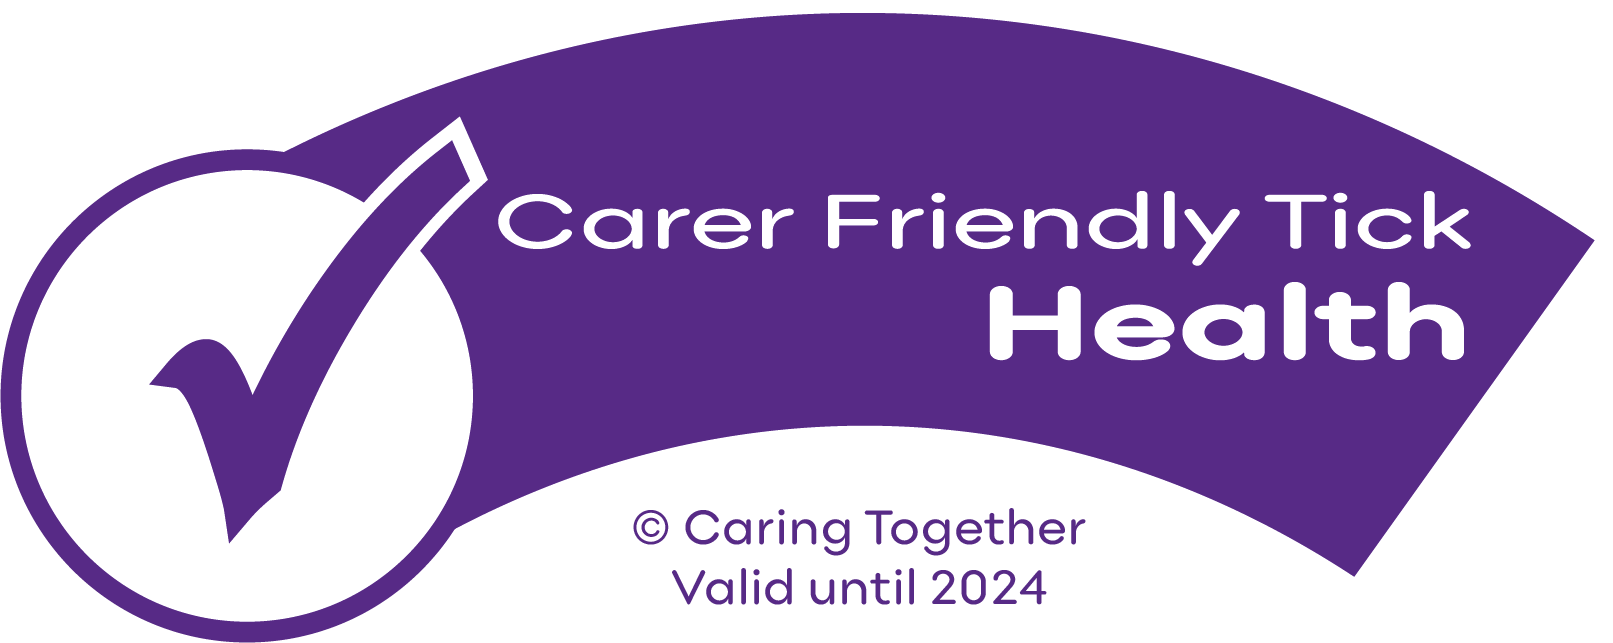 Carer Friendly Tick
Health
© Caring Together
Valid until 2024